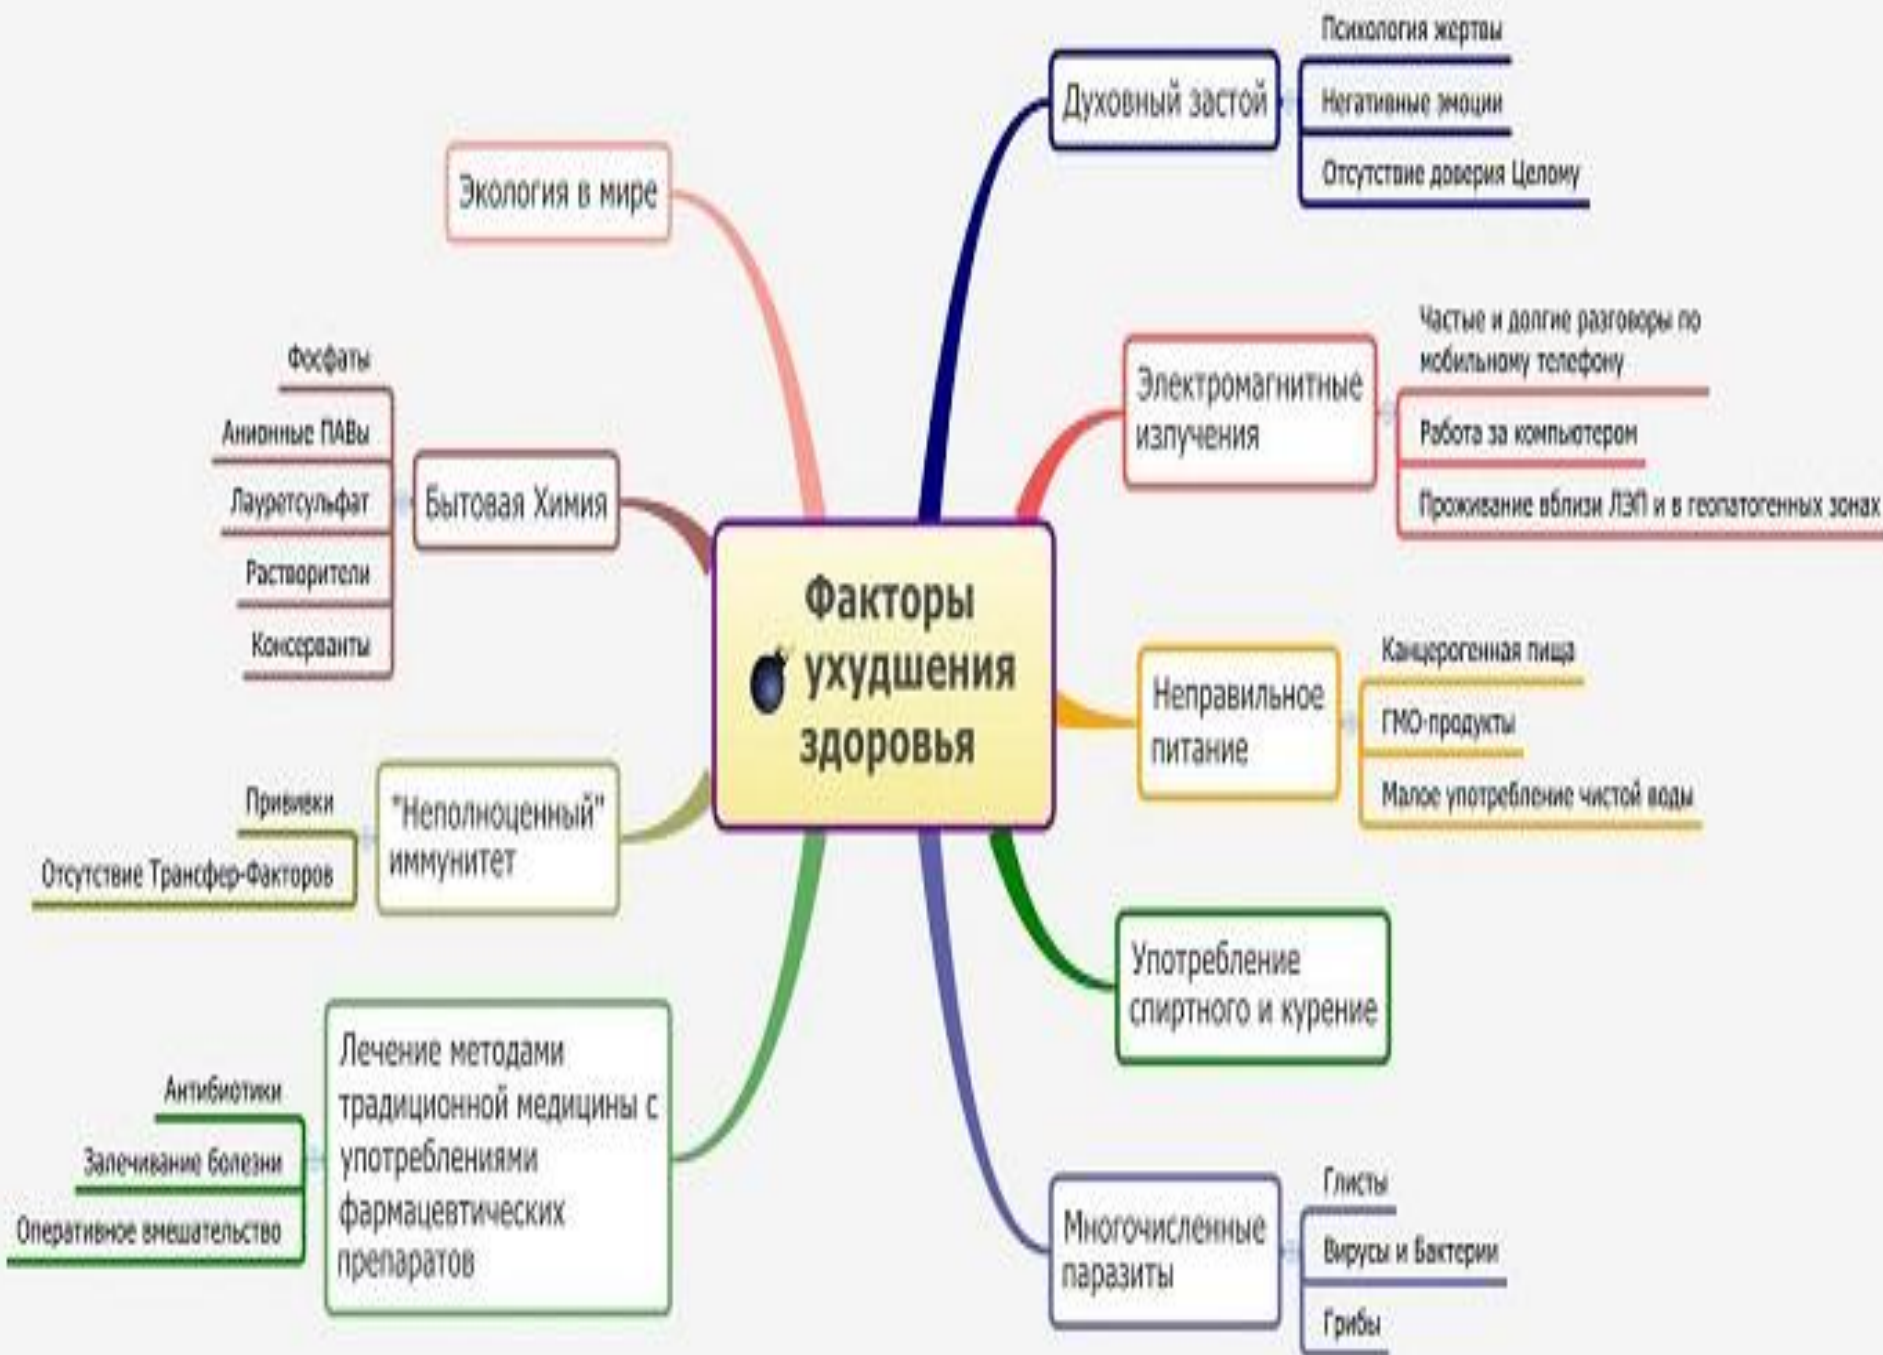 Факторы
ухудшения
здоровья
Духовный застой
Психология жертвы
Негативные эмоции
Отсутствие доверия Целому
Электромагнитные
излучения
Частые и долгие разговоры по
мобильному телефону
Работа за компьютером
Проживание вблизи ЛЭП и в геопатогенных зонах
Неправильное
питание
Канцерогенная пища
ГМО-продукты
Малое употребление чистой воды
Употребление
спиртного и курение
Многочисленные
паразиты
Глисты
Вирусы и Бактерии
Грибы
Экология в мире
Бытовая Химия
Фосфаты
Анионные ПАВы
Лауретсульфат
Растворители
Консерванты
"Неполноценный"
иммунитет
Прививки
Отсутствие Трансфер-Факторов
Лечение методами
традиционной медицины с
употреблениями
фармацевтических
препаратов
Антибиотики
Залечивание болезни
Оперативное вмешательство